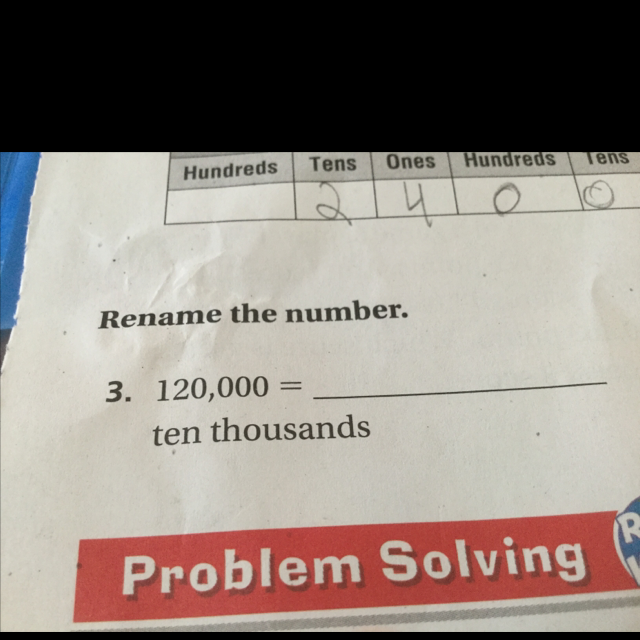 Hundreds Tens Ones Hundreds Tens
2 4 0 0
Rename the number.
3. 120,000 = ________
ten thousands
Problem Solving
R